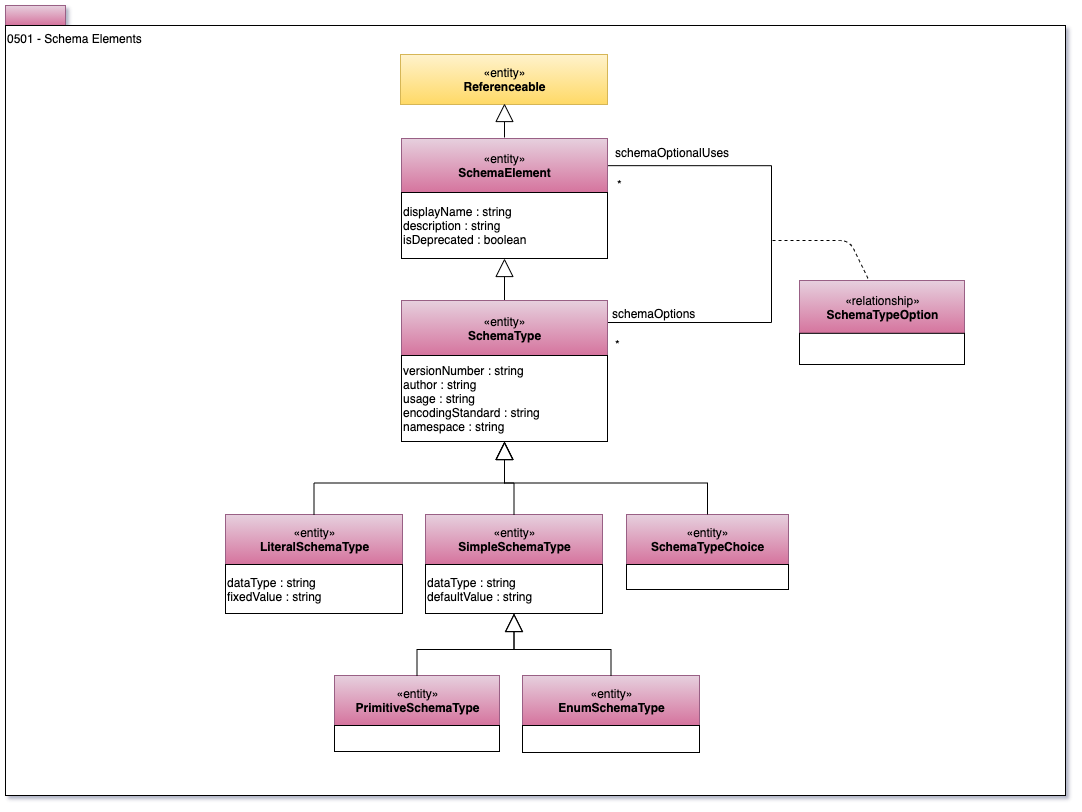 0501 - Schema Elements
«entity»
Referenceable
«entity»
SchemaElement
displayName : string
description : string
isDeprecated : boolean
schemaOptionalUses
*
«entity»
SchemaType
versionNumber : string
author : string
usage : string
encodingStandard : string
namespace : string
schemaOptions
*
«relationship»
SchemaTypeOption
«entity»
LiteralSchemaType
dataType : string
fixedValue : string
«entity»
SimpleSchemaType
dataType : string
defaultValue : string
«entity»
SchemaTypeChoice
«entity»
PrimitiveSchemaType
«entity»
EnumSchemaType